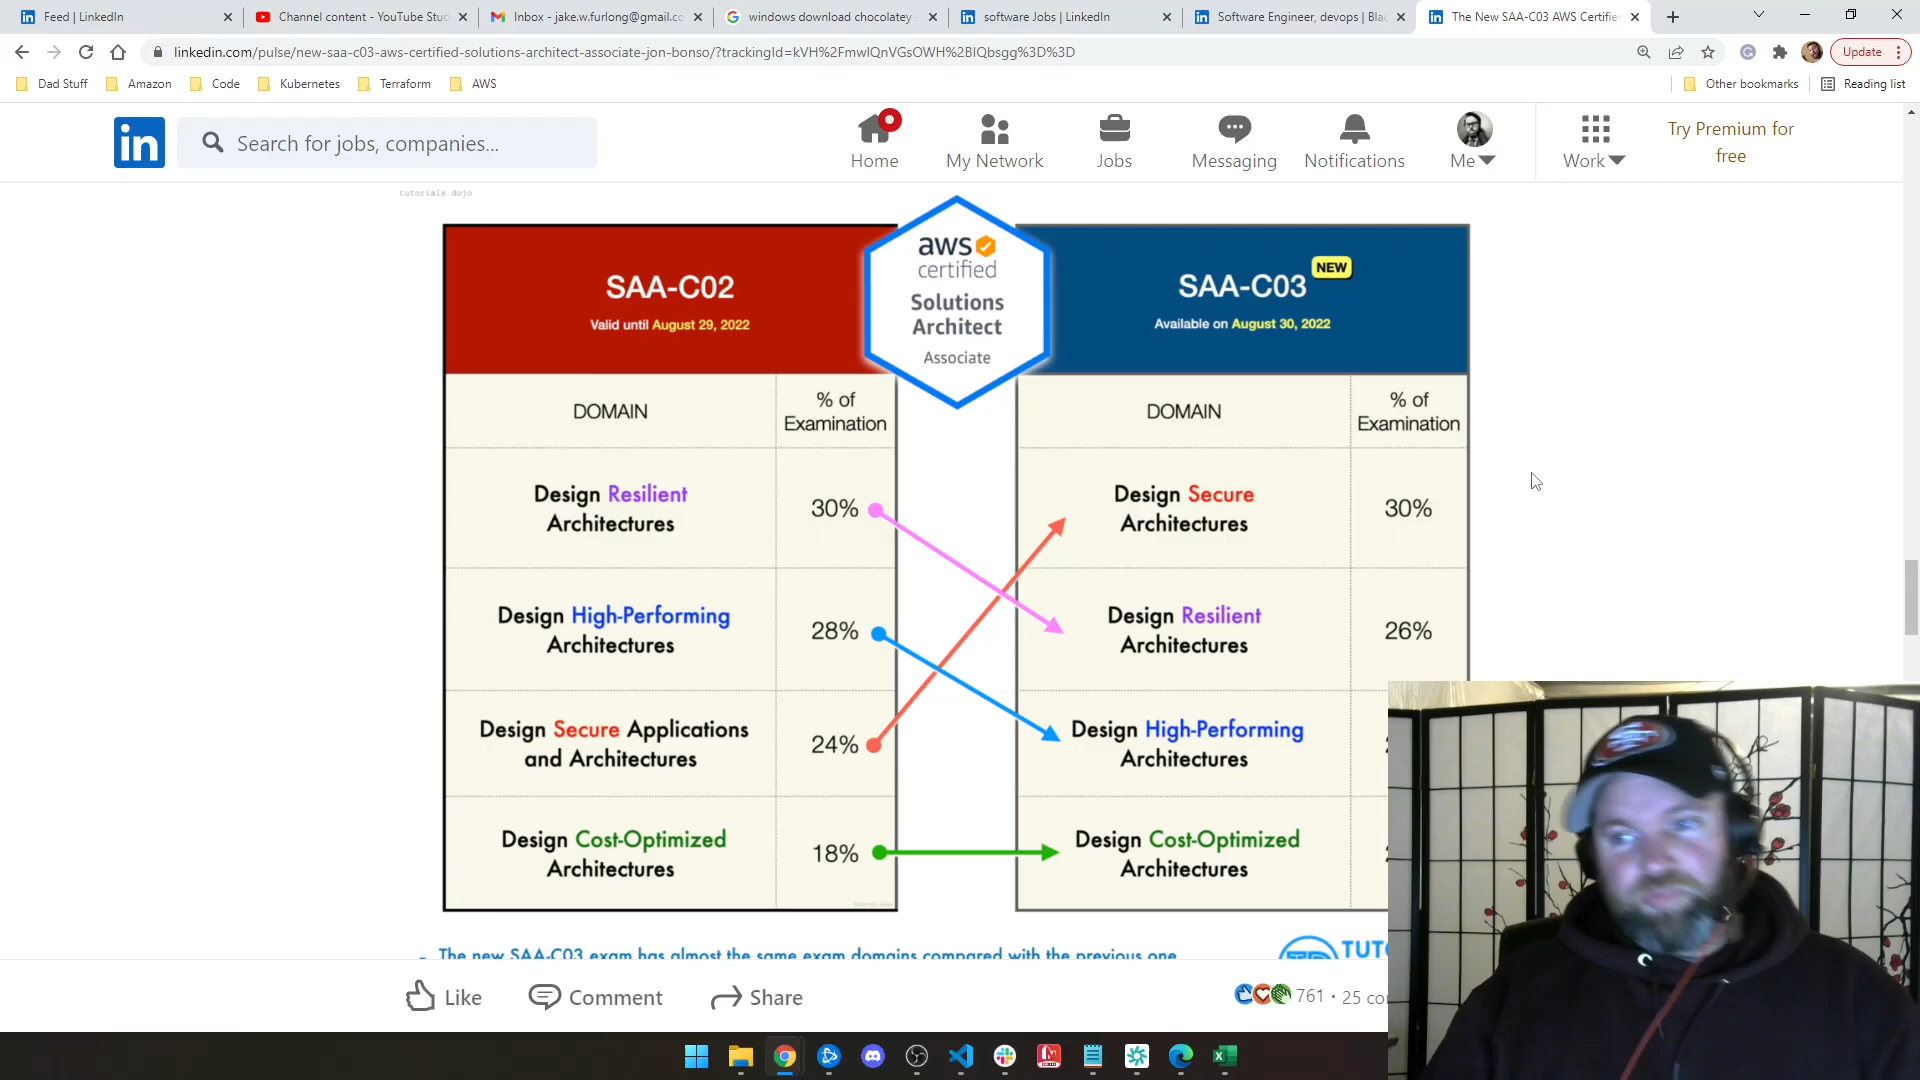 Feed | LinkedIn
Channel content - YouTube Stu
Inbox - jake.w.furlong@gmail.co
windows download chocolatey -
software Jobs | LinkedIn
Software Engineer, devops | Bla
The New SAA-C03 AWS Certifie
linkedin.com/pulse/new-saa-c03-aws-certified-solutions-architect-associate-jon-bonso/?trackingId=kVH%2FmwlQnVGsOWH%2BIQbsgg%3D%3D
Update
Dad Stuff
Amazon
Code
Kubernetes
Terraform
AWS
Other bookmarks
Reading list
in
Search for jobs, companies...
Home
My Network
Jobs
Messaging
Notifications
Me
Work
Try Premium for
free
tutorials dojo
SAA-C02
Valid until August 29, 2022
aws
certified
Solutions
Architect
Associate
SAA-C03
NEW
Available on August 30, 2022
DOMAIN
% of
Examination
Design Resilient
Architectures
30%
Design High-Performing
Architectures
28%
Design Secure Applications
and Architectures
24%
Design Cost-Optimized
Architectures
18%
DOMAIN
% of
Examination
Design Secure
Architectures
30%
Design Resilient
Architectures
26%
Design High-Performing
Architectures
Design Cost-Optimized
Architectures
- The new SAA-C03 exam has almost the same exam domains compared with the previous one
TUT
Like
Comment
Share
761 • 25 co